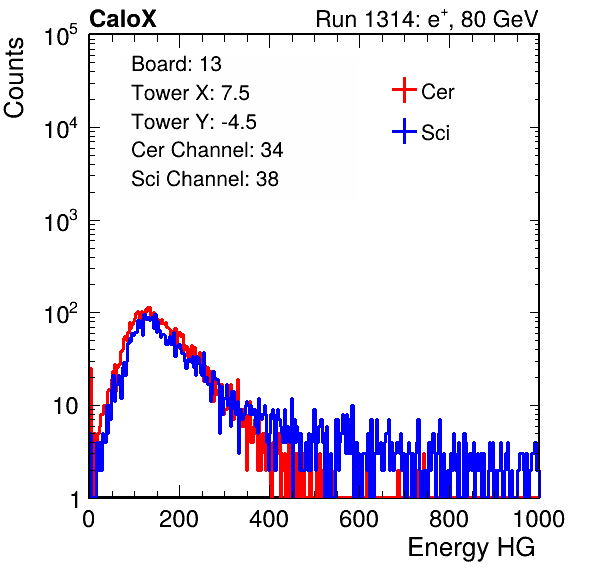 CaloX Run 1314: e⁺, 80 GeV
Counts
10⁵
10⁴
10³
10²
10
1
Board: 13
Tower X: 7.5
Tower Y: -4.5
Cer Channel: 34
Sci Channel: 38
Cer
Sci
0 200 400 600 800 1000
Energy HG